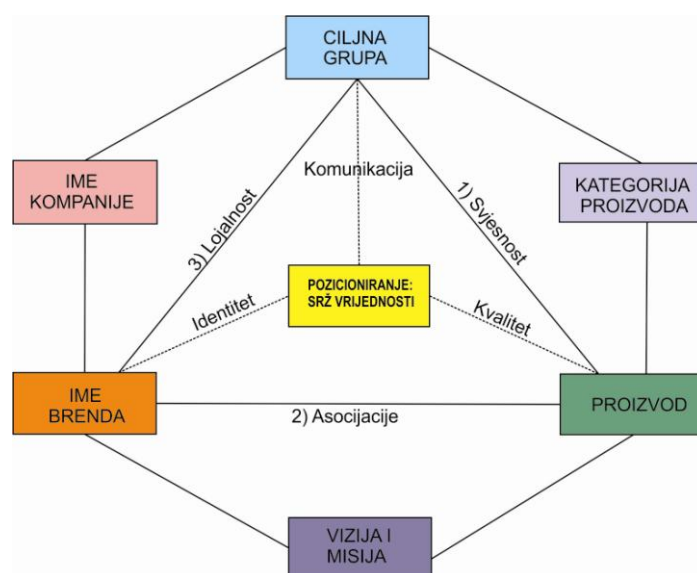 CILJNA
GRUPA
Komunikacija
IME
KOMPANIJE
KATEGORIJA
PROIZVODA
3) Lojalnost
1) Svjesnost
POZICIONIRANJE:
SRŽ VRIJEDNOSTI
Identitet
Kvalitet
IME
BRENDA
2) Asocijacije
PROIZVOD
VIZIJA I
MISIJA